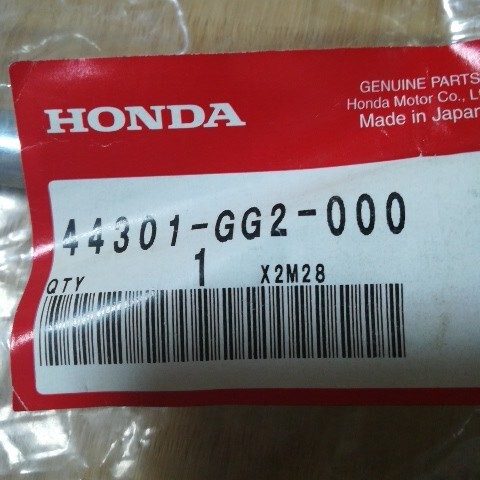 HONDA
GENUINE PARTS
Honda Motor Co., L
Made in Japan
44301-GG2-000
QTY 1 X2M28